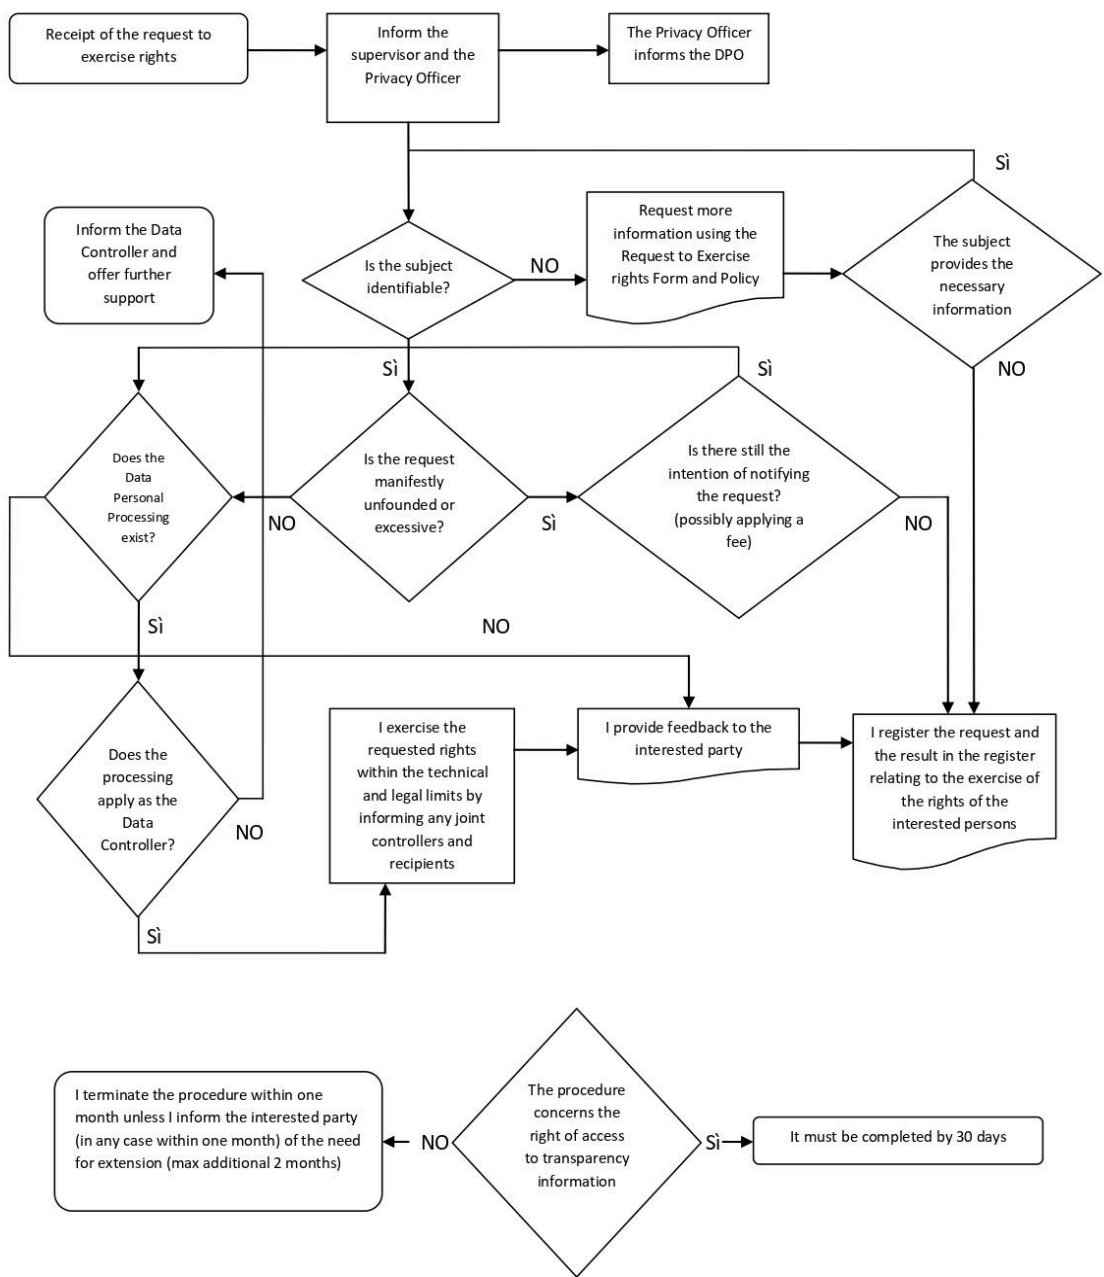 Receipt of the request to
exercise rights
Inform the
supervisor and the
Privacy Officer
The Privacy Officer
informs the DPO
Sì
Inform the Data
Controller and
offer further
support
Is the subject
identifiable?
NO
Request more
information using the
Request to Exercise
rights Form and Policy
The subject
provides the
necessary
information
Sì
Sì
NO
Does the
Data
Personal
Processing
exist?
NO
Is the request
manifestly
unfounded or
excessive?
Sì
Is there still the
intention of notifying
the request?
(possibly applying a
fee)
NO
Sì
NO
Does the
processing
apply as the
Data
Controller?
NO
Sì
I exercise the
requested rights
within the technical
and legal limits by
informing any joint
controllers and
recipients
I provide feedback to the
interested party
I register the request and
the result in the register
relating to the exercise of
the rights of the
interested persons
I terminate the procedure within one
month unless I inform the interested party
(in any case within one month) of the need
for extension (max additional 2 months)
NO
The procedure
concerns the
right of access
to transparency
information
Sì
It must be completed by 30 days